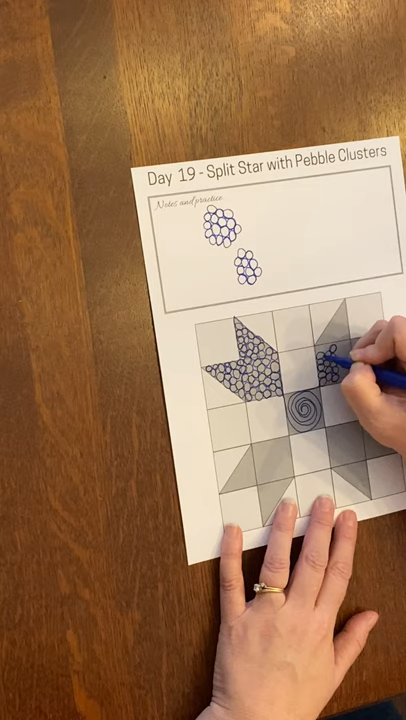 Day 19 - Split Star with Pebble Clusters
Notes and practice